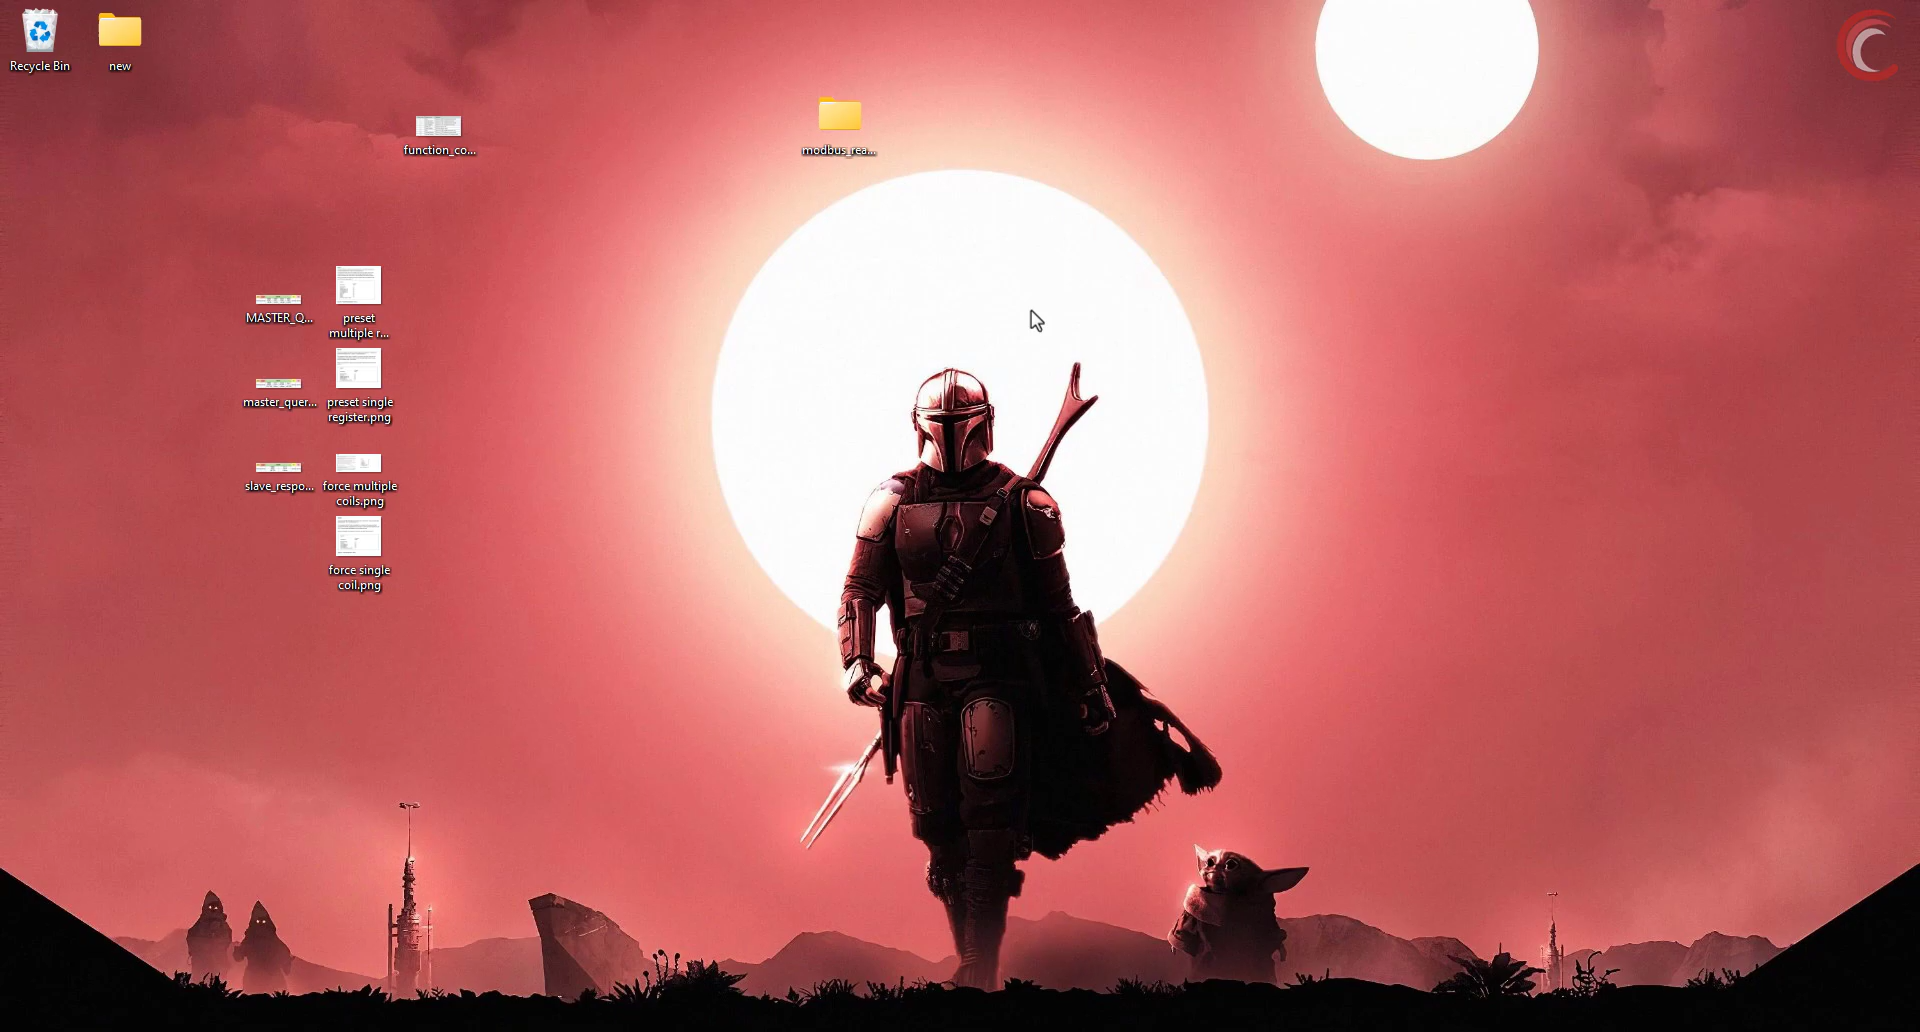 Recycle Bin
new
function_co...
modbus_rea...
MASTER_Q...
preset
multiple r...
master_quer...
preset single
register.png
slave_respo...
force multiple
coils.png
force single
coil.png